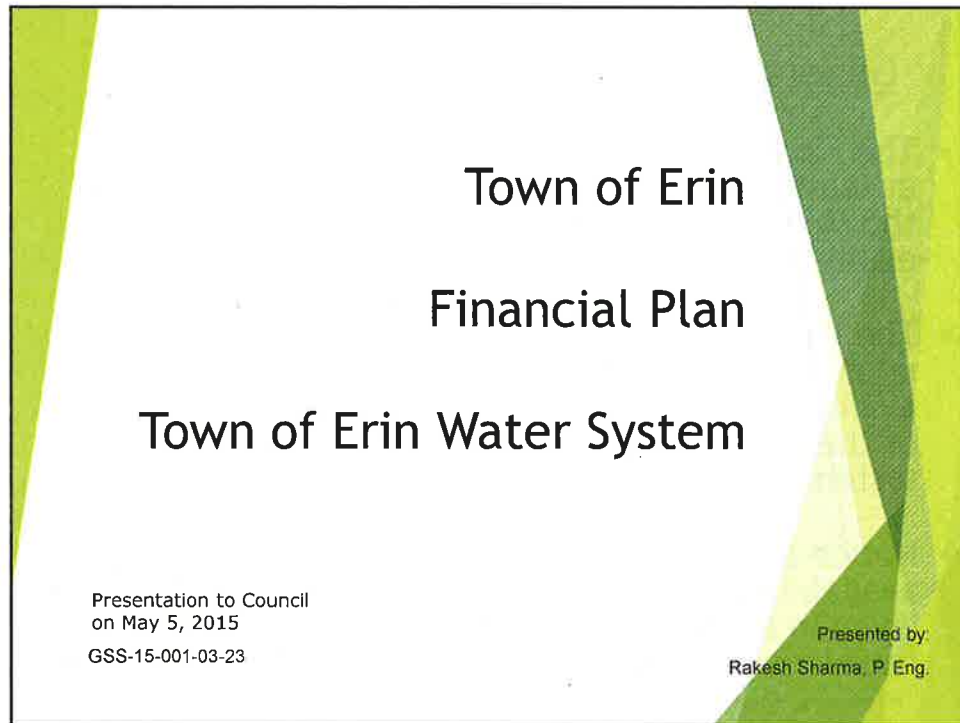 Town of Erin
Financial Plan
Town of Erin Water System
Presentation to Council
on May 5, 2015
GSS-15-001-03-23
Presented by:
Rakesh Sharma, P. Eng.